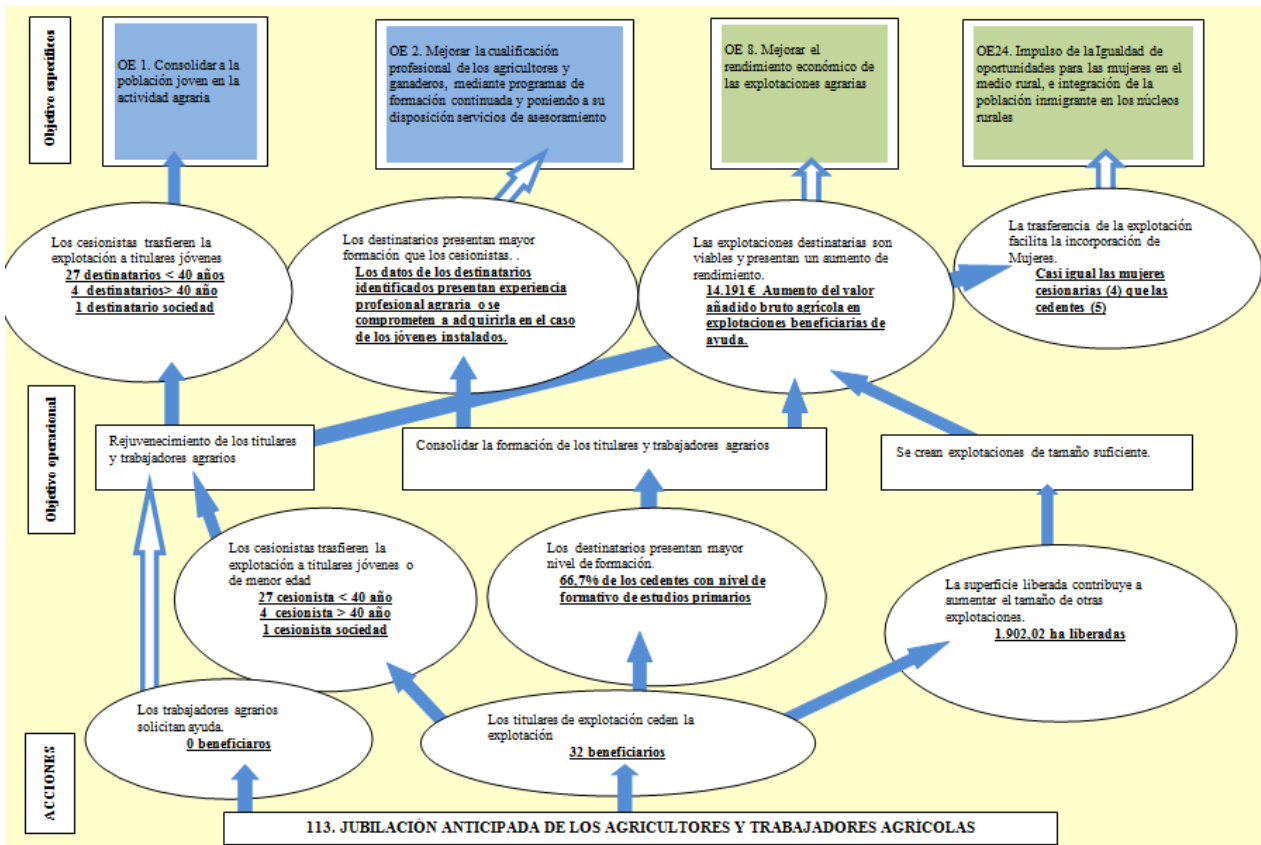 Objetivo específicos
OE 1. Consolidar a la
población joven en la
actividad agraria
OE 2. Mejorar la cualificación
profesional de los agricultores y
ganaderos, mediante programas de
formación continuada y poniendo a su
disposición servicios de asesoramiento
OE 8. Mejorar el
rendimiento económico de
las explotaciones agrarias
OE24. Impulso de la Igualdad de
oportunidades para las mujeres en el
medio rural, e integración de la
población inmigrante en los núcleos
rurales
Los cesionistas trasfieren la
explotación a titulares jóvenes
27 destinatarios < 40 años
4 destinatarios> 40 año
1 destinatario sociedad
Los destinatarios presentan mayor
formación que los cesionistas. .
Los datos de los destinatarios
identificados presentan experiencia
profesional agraria o se
comprometen a adquirirla en el caso
de los jóvenes instalados.
Las explotaciones destinatarias son
viables y presentan un aumento de
rendimiento.
14.191 € Aumento del valor
añadido bruto agrícola en
explotaciones beneficiarias de
ayuda.
La trasferencia de la explotación
facilita la incorporación de
Mujeres.
Casi igual las mujeres
cesionarias (4) que las
cedentes (5)
Objetivo operacional
Rejuvenecimiento de los titulares
y trabajadores agrarios
Consolidar la formación de los titulares y trabajadores agrarios
Se crean explotaciones de tamaño suficiente.
Los cesionistas trasfieren la
explotación a titulares jóvenes o
de menor edad
27 cesionista < 40 año
4 cesionista > 40 año
1 cesionista sociedad
Los destinatarios presentan mayor
nivel de formación.
66,7% de los cedentes con nivel de
formativo de estudios primarios
La superficie liberada contribuye a
aumentar el tamaño de otras
explotaciones.
1.902,02 ha liberadas
ACCIONES
Los trabajadores agrarios
solicitan ayuda.
0 beneficiaros
Los titulares de explotación ceden la
explotación
32 beneficiarios
113. JUBILACIÓN ANTICIPADA DE LOS AGRICULTORES Y TRABAJADORES AGRÍCOLAS